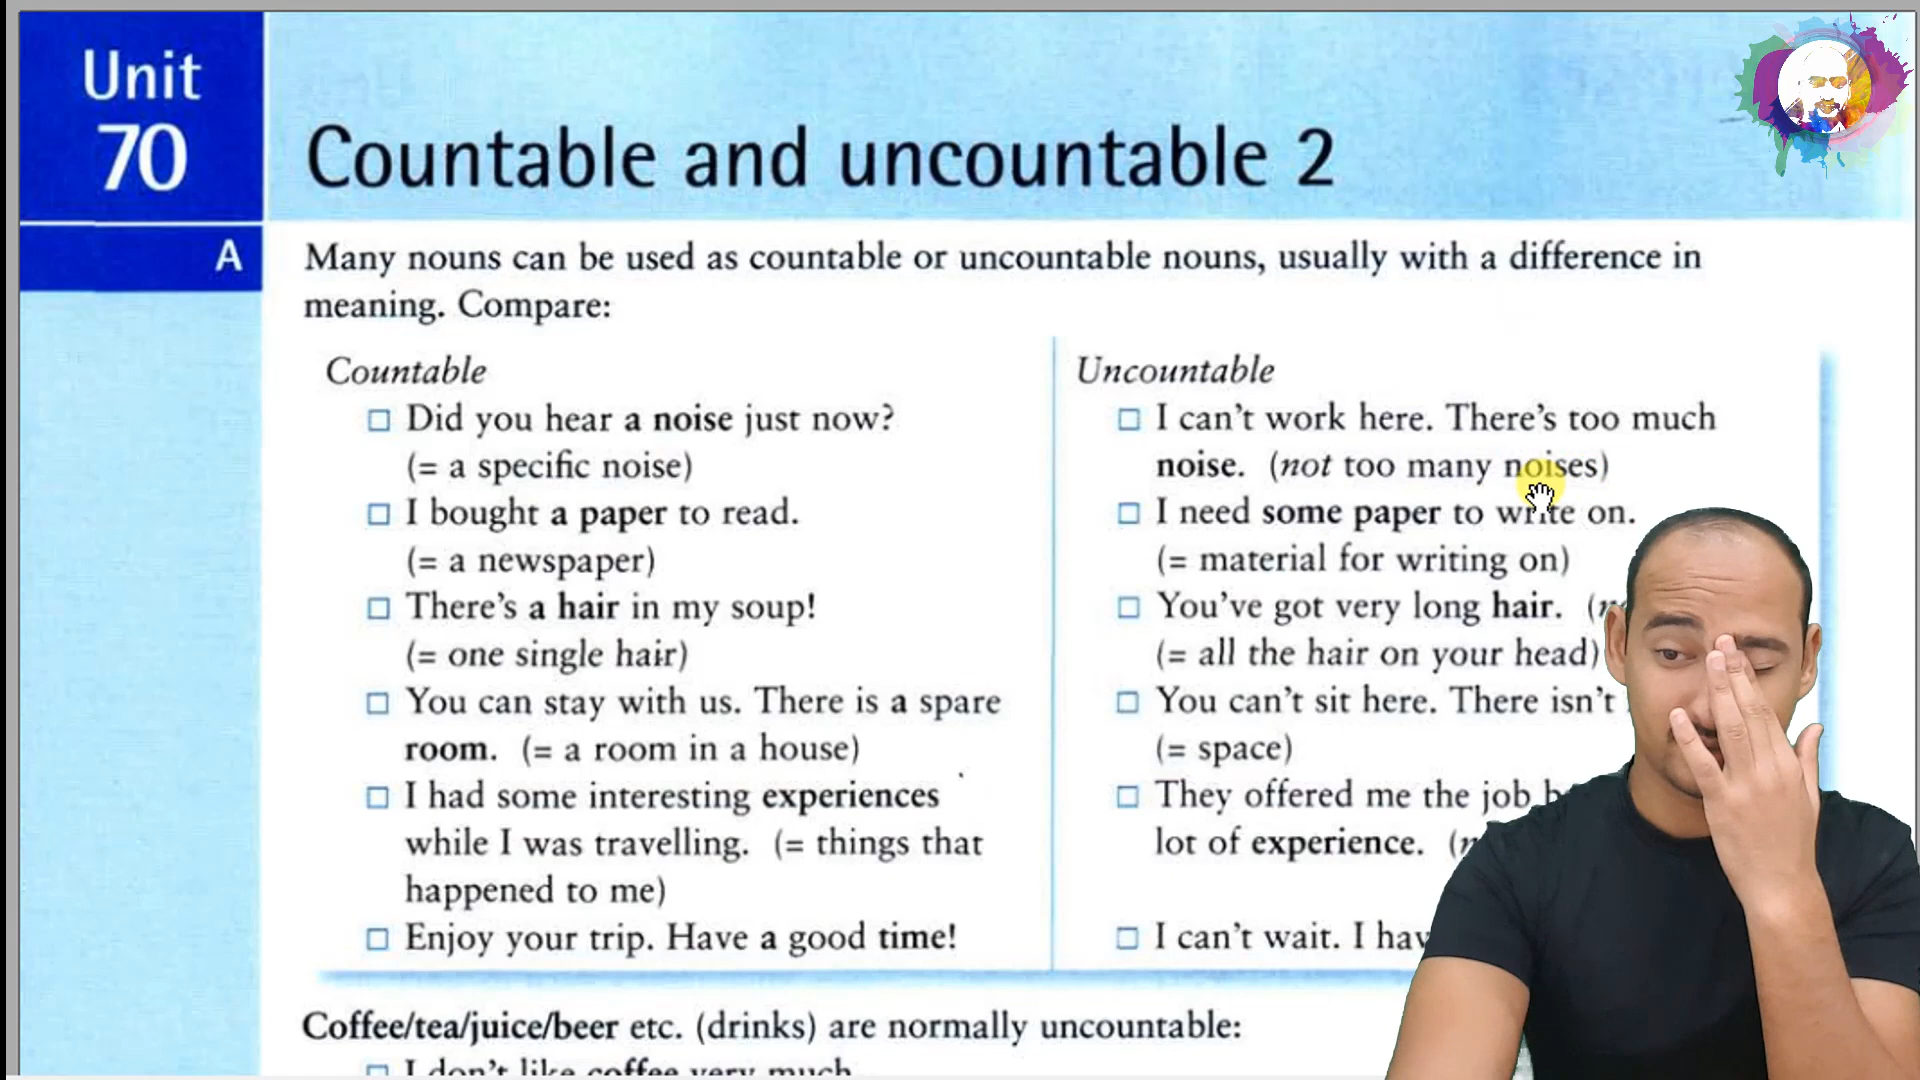 Unit
70
Countable and uncountable 2
A
Many nouns can be used as countable or uncountable nouns, usually with a difference in
meaning. Compare:
Countable
Did you hear a noise just now?
(= a specific noise)
I bought a paper to read.
(= a newspaper)
There's a hair in my soup!
(= one single hair)
You can stay with us. There is a spare
room. (= a room in a house)
I had some interesting experiences
while I was travelling. (= things that
happened to me)
Enjoy your trip. Have a good time!
Uncountable
I can't work here. There's too much
noise. (not too many noises)
I need some paper to write on.
(= material for writing on)
You've got very long hair.
(= all the hair on your head)
You can't sit here. There isn't
(= space)
They offered me the job
lot of experience.
I can't wait. I
Coffee/tea/juice/beer etc. (drinks) are normally uncountable:
I don't like coffee very much.